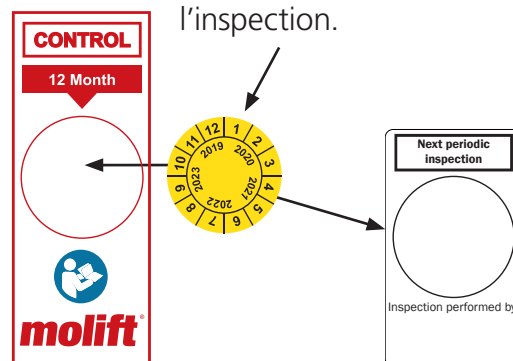 l'inspection.
CONTROL
12 Month
12 1 2 3 4 5 6 7 8 9 10 11
2019 2020 2021 2022 2023
molift®
Next periodic
inspection
Inspection performed by